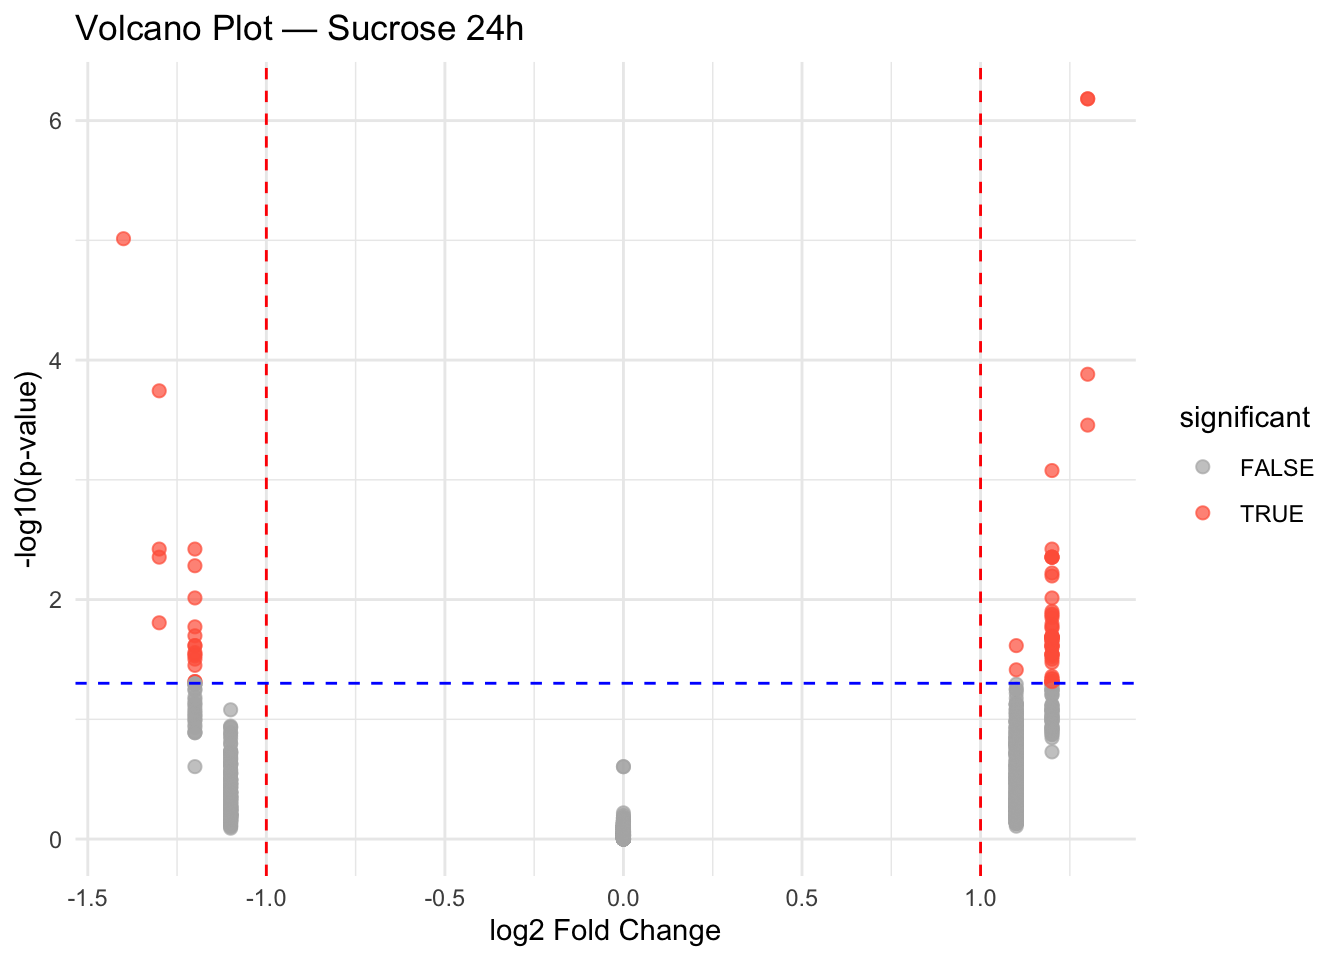 Volcano Plot — Sucrose 24h
6
4
2
0
-log10(p-value)
-1.5
-1.0
-0.5
0.0
0.5
1.0
log2 Fold Change
significant
FALSE
TRUE